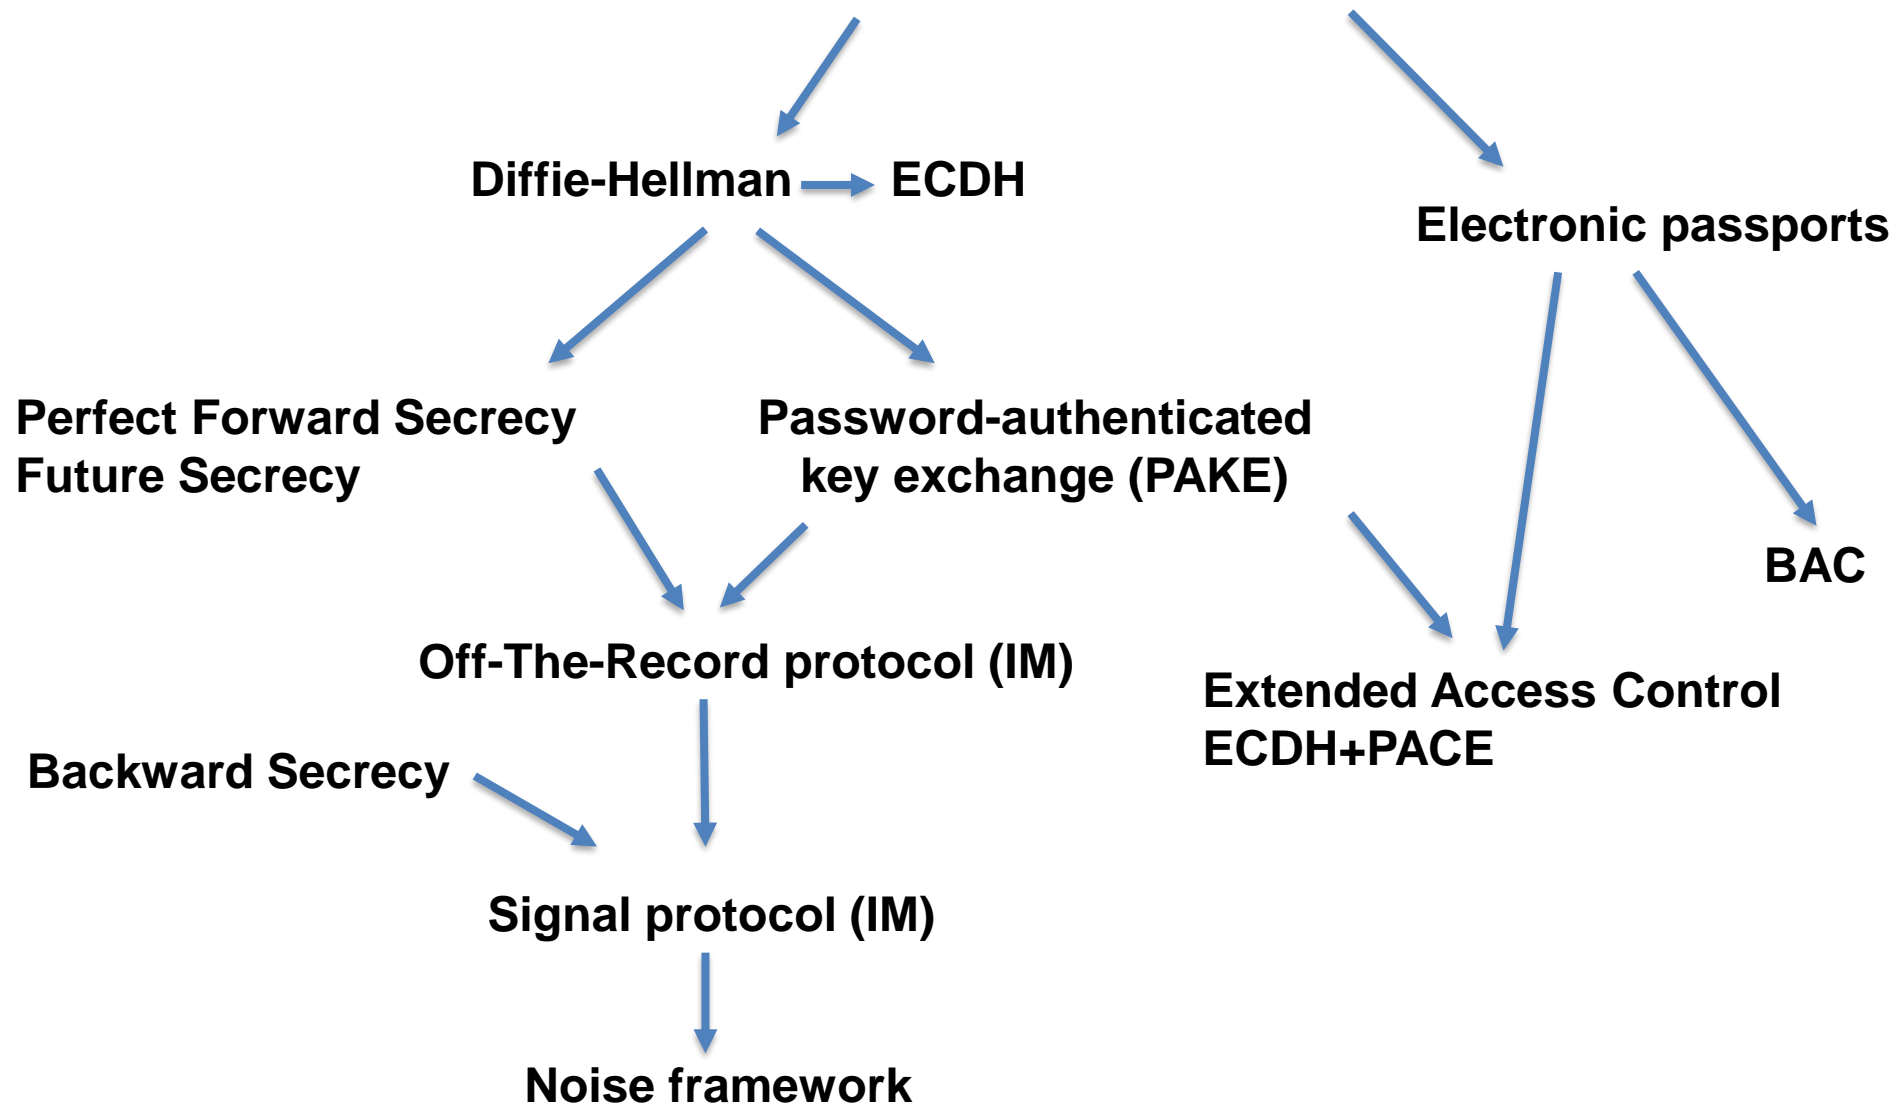 Diffie-Hellman
ECDH
Electronic passports
Perfect Forward Secrecy
Future Secrecy
Password-authenticated
key exchange (PAKE)
BAC
Off-The-Record protocol (IM)
Extended Access Control
ECDH+PACE
Backward Secrecy
Signal protocol (IM)
Noise framework